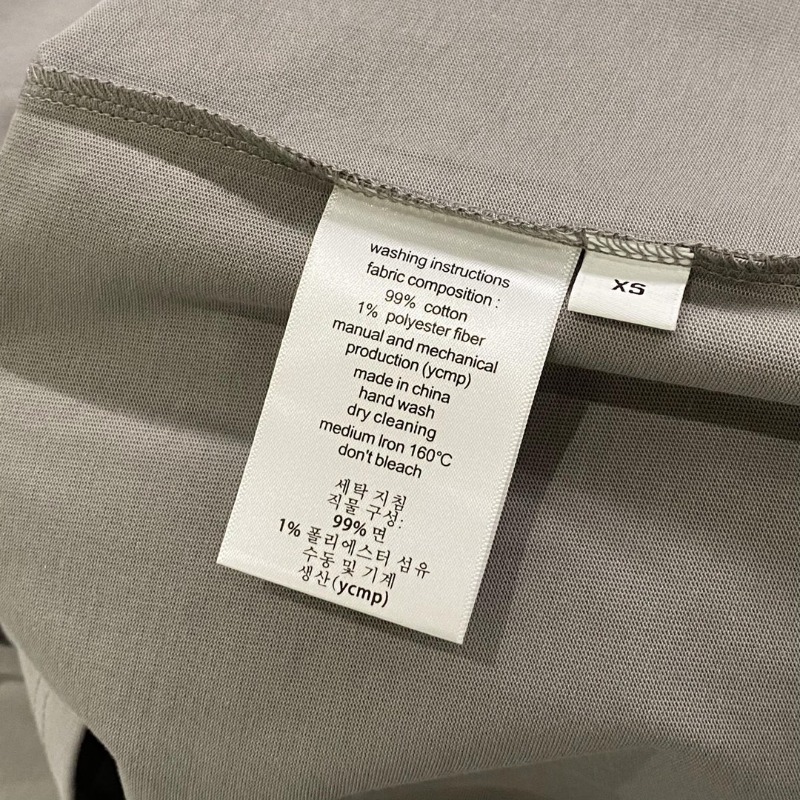 washing instructions
fabric composition :
99% cotton
1% polyester fiber
manual and mechanical
production (ycmp)
made in china
hand wash
dry cleaning
medium Iron 160℃
don't bleach
세탁 지침
직물 구성:
99% 면
1% 폴리에스터 섬유
수동 및 기계
생산(ycmp)
XS